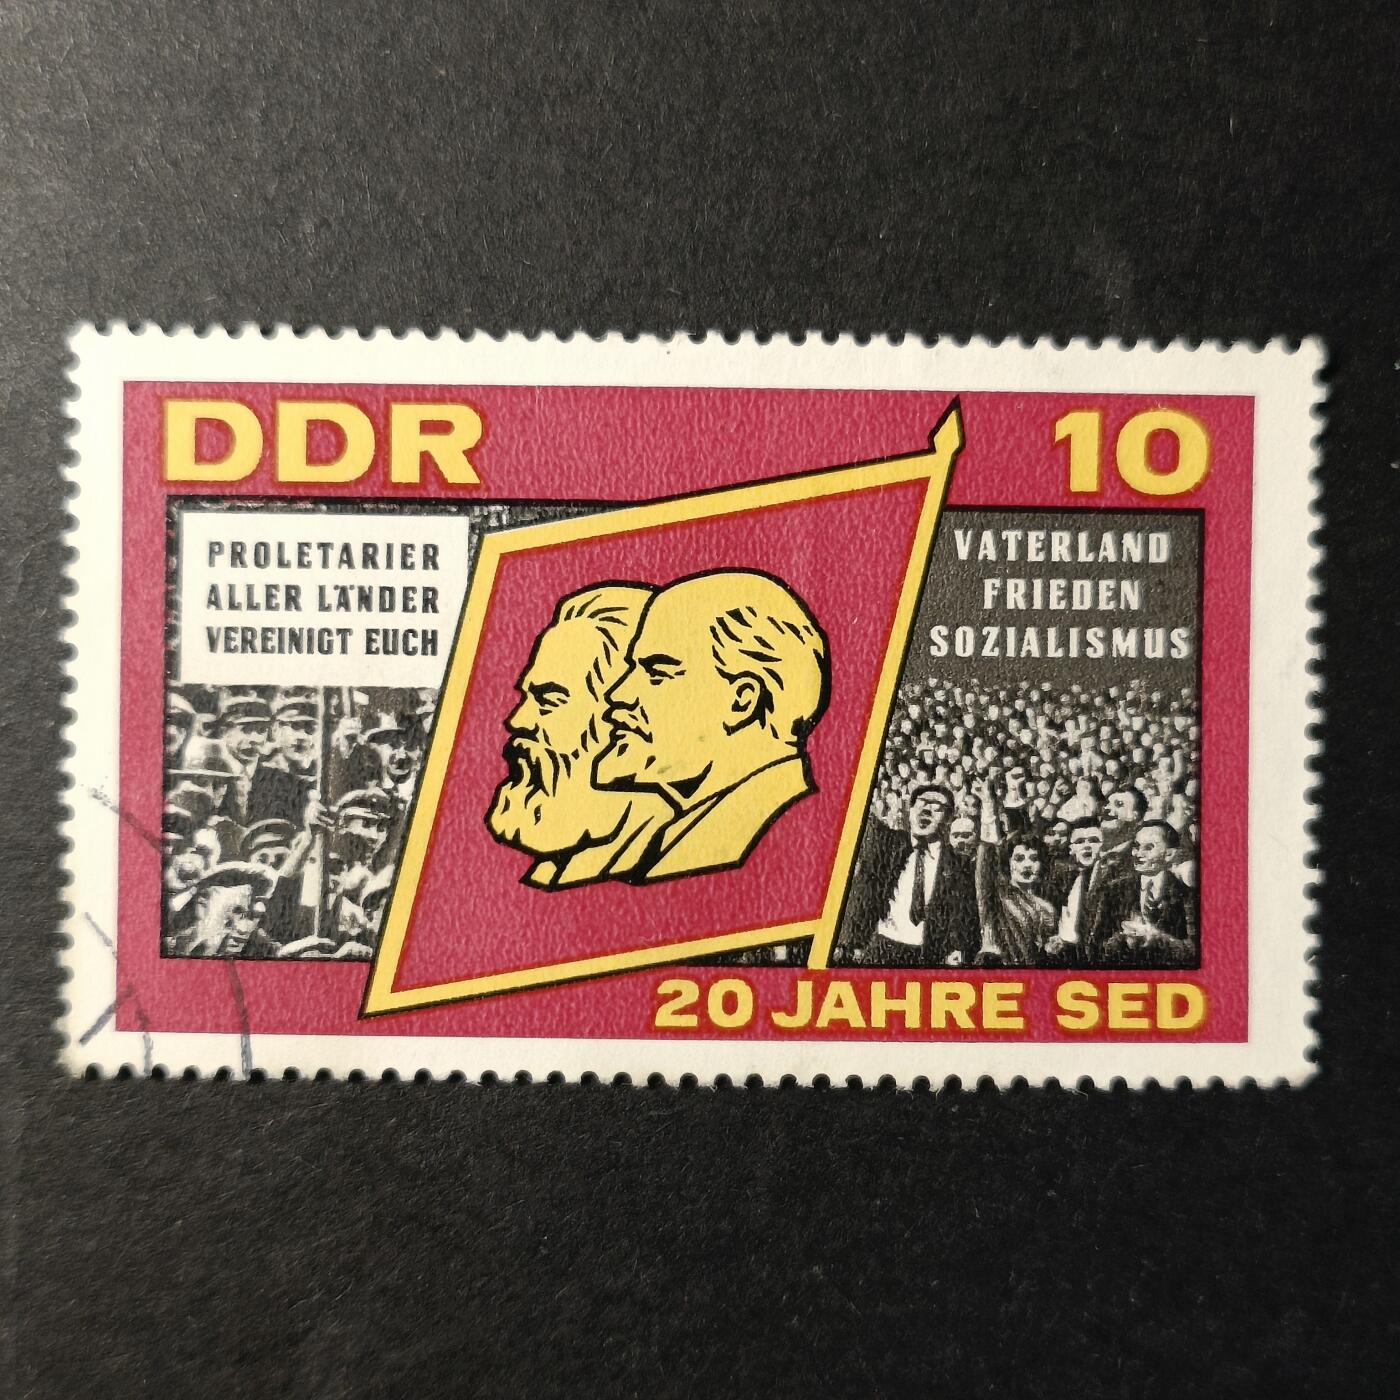 DDR
10
PROLETARIER
ALLER LÄNDER
VEREINIGT EUCH
VATERLAND
FRIEDEN
SOZIALISMUS
20 JAHRE SED